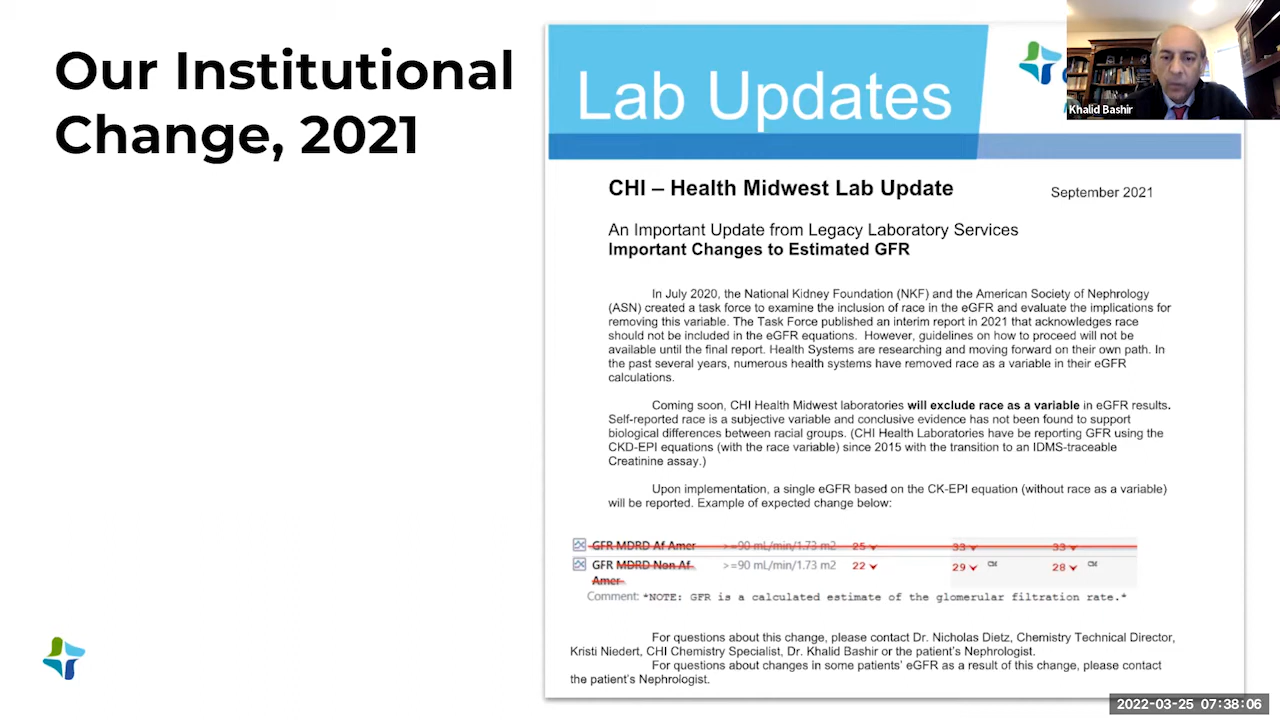 Our Institutional
Change, 2021
Lab Updates
Khalid Bashir
CHI – Health Midwest Lab Update
September 2021
An Important Update from Legacy Laboratory Services
Important Changes to Estimated GFR
In July 2020, the National Kidney Foundation (NKF) and the American Society of Nephrology
(ASN) created a task force to examine the inclusion of race in the eGFR and evaluate the implications for
removing this variable. The Task Force published an interim report in 2021 that acknowledges race
should not be included in the eGFR equations. However, guidelines on how to proceed will not be
available until the final report. Health Systems are researching and moving forward on their own path. In
the past several years, numerous health systems have removed race as a variable in their eGFR
calculations.
Coming soon, CHI Health Midwest laboratories will exclude race as a variable in eGFR results.
Self-reported race is a subjective variable and conclusive evidence has not been found to support
biological differences between racial groups. (CHI Health Laboratories have be reporting GFR using the
CKD-EPI equations (with the race variable) since 2015 with the transition to an IDMS-traceable
Creatinine assay.)
Upon implementation, a single eGFR based on the CK-EPI equation (without race as a variable)
will be reported. Example of expected change below:
GFR MDRD Af Amer >=90 mL/min/1.73 m2 25 33 33
GFR MDRD Non Af >=90 mL/min/1.73 m2 22 29 CM 28 CM
Amer
Comment: *NOTE: GFR is a calculated estimate of the glomerular filtration rate.*
For questions about this change, please contact Dr. Nicholas Dietz, Chemistry Technical Director,
Kristi Niedert, CHI Chemistry Specialist, Dr. Khalid Bashir or the patient's Nephrologist.
For questions about changes in some patients' eGFR as a result of this change, please contact
the patient's Nephrologist.
2022-03-25 07:38:06